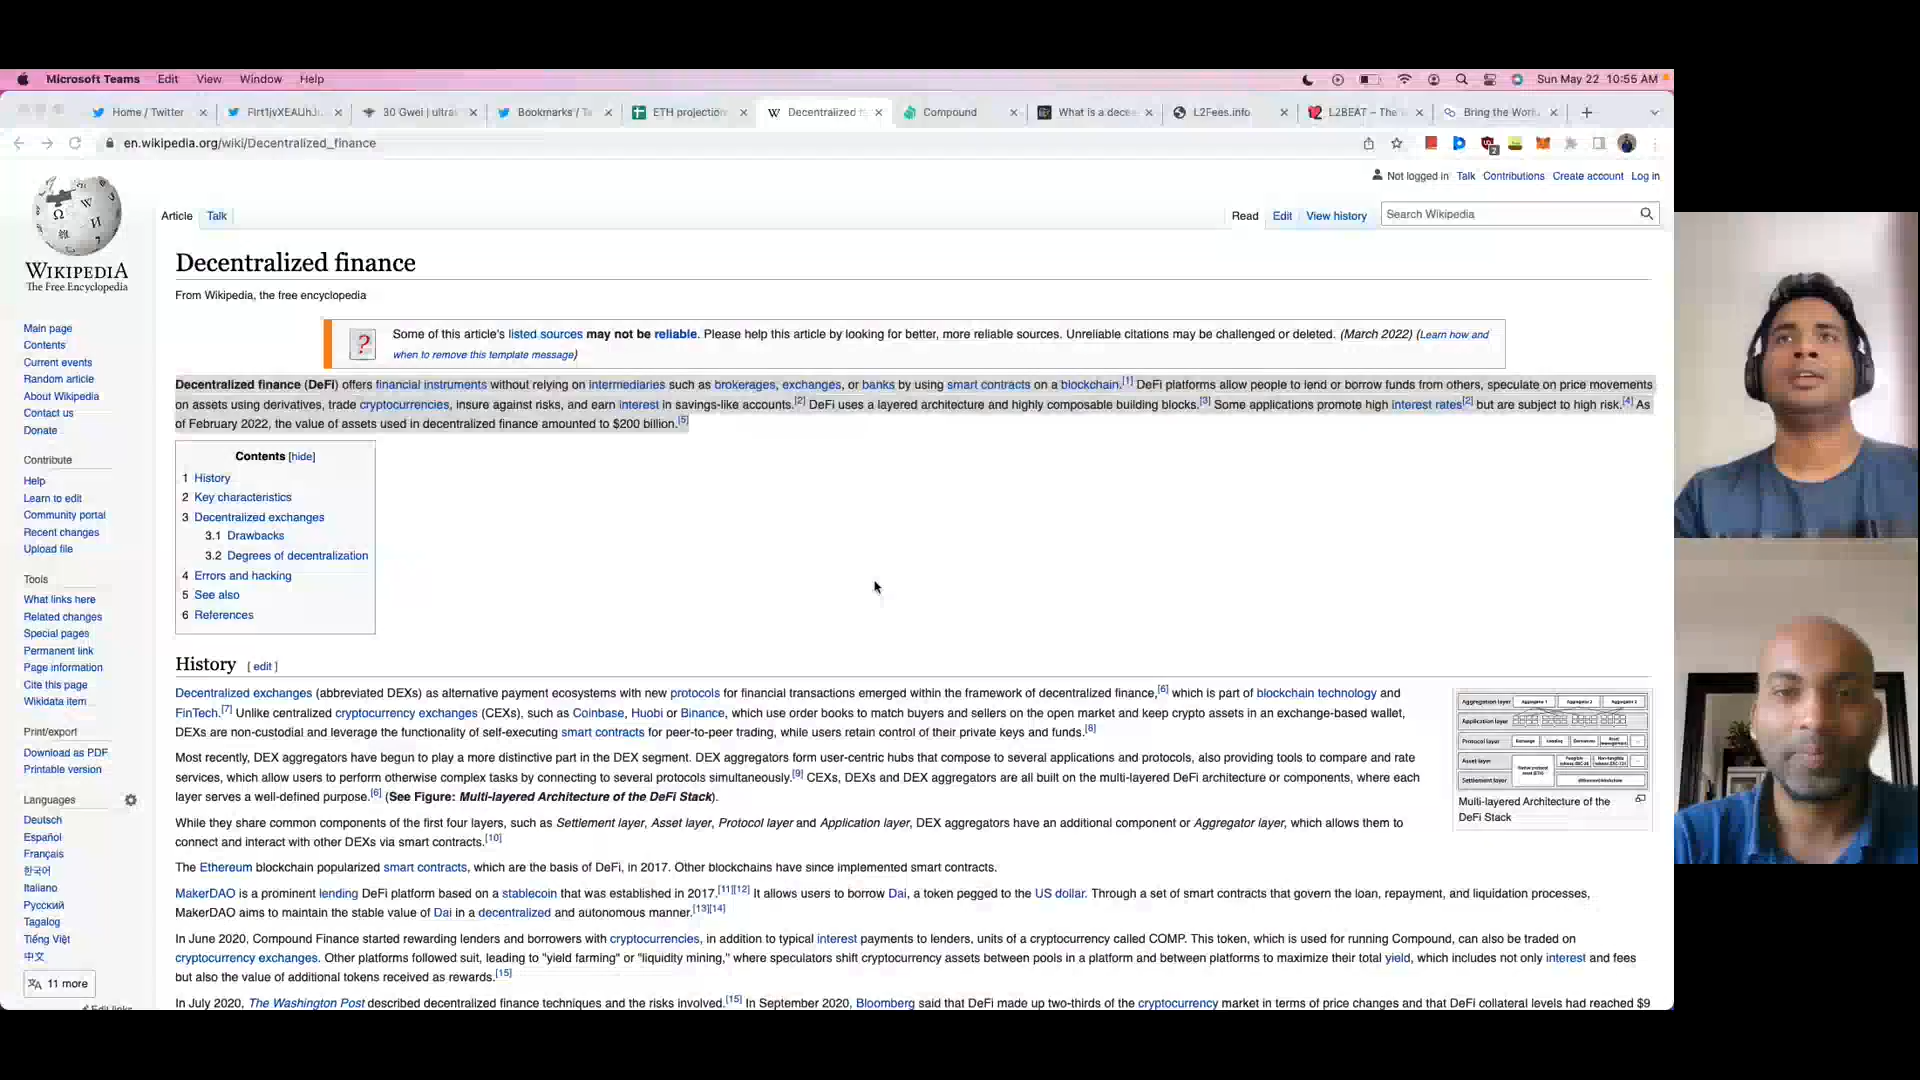 Microsoft Teams Edit View Window Help Sun May 22 10:55 AM
Home / Twitter FIrt1jvXEAUhJ 30 Gwei | ultras Bookmarks / Tw ETH projection Decentralized f Compound What is a dece L2Fees.info L2BEAT – The Bring the Worl
en.wikipedia.org/wiki/Decentralized_finance
Not logged in Talk Contributions Create account Log in
Article Talk Read Edit View history Search Wikipedia
WIKIPEDIA
The Free Encyclopedia
Main page
Contents
Current events
Random article
About Wikipedia
Contact us
Donate
Contribute
Help
Learn to edit
Community portal
Recent changes
Upload file
Tools
What links here
Related changes
Special pages
Permanent link
Page information
Cite this page
Wikidata item
Print/export
Download as PDF
Printable version
Languages
Deutsch
Español
Français
한국어
Italiano
Русский
Tagalog
Tiếng Việt
中文
11 more
Edit links
Decentralized finance
From Wikipedia, the free encyclopedia
Some of this article's listed sources may not be reliable. Please help this article by looking for better, more reliable sources. Unreliable citations may be challenged or deleted. (March 2022) (Learn how and
when to remove this template message)
Decentralized finance (DeFi) offers financial instruments without relying on intermediaries such as brokerages, exchanges, or banks by using smart contracts on a blockchain.[1] DeFi platforms allow people to lend or borrow funds from others, speculate on price movements
on assets using derivatives, trade cryptocurrencies, insure against risks, and earn interest in savings-like accounts.[2] DeFi uses a layered architecture and highly composable building blocks.[3] Some applications promote high interest rates[2] but are subject to high risk.[4] As
of February 2022, the value of assets used in decentralized finance amounted to $200 billion.[5]
Contents [hide]
1 History
2 Key characteristics
3 Decentralized exchanges
3.1 Drawbacks
3.2 Degrees of decentralization
4 Errors and hacking
5 See also
6 References
History [ edit ]
Decentralized exchanges (abbreviated DEXs) as alternative payment ecosystems with new protocols for financial transactions emerged within the framework of decentralized finance,[6] which is part of blockchain technology and
FinTech.[7] Unlike centralized cryptocurrency exchanges (CEXs), such as Coinbase, Huobi or Binance, which use order books to match buyers and sellers on the open market and keep crypto assets in an exchange-based wallet,
DEXs are non-custodial and leverage the functionality of self-executing smart contracts for peer-to-peer trading, while users retain control of their private keys and funds.[8]
Most recently, DEX aggregators have begun to play a more distinctive part in the DEX segment. DEX aggregators form user-centric hubs that compose to several applications and protocols, also providing tools to compare and rate
services, which allow users to perform otherwise complex tasks by connecting to several protocols simultaneously.[9] CEXs, DEXs and DEX aggregators are all built on the multi-layered DeFi architecture or components, where each
layer serves a well-defined purpose.[6] (See Figure: Multi-layered Architecture of the DeFi Stack).
While they share common components of the first four layers, such as Settlement layer, Asset layer, Protocol layer and Application layer, DEX aggregators have an additional component or Aggregator layer, which allows them to
connect and interact with other DEXs via smart contracts.[10]
The Ethereum blockchain popularized smart contracts, which are the basis of DeFi, in 2017. Other blockchains have since implemented smart contracts.
MakerDAO is a prominent lending DeFi platform based on a stablecoin that was established in 2017.[11][12] It allows users to borrow Dai, a token pegged to the US dollar. Through a set of smart contracts that govern the loan, repayment, and liquidation processes,
MakerDAO aims to maintain the stable value of Dai in a decentralized and autonomous manner.[13][14]
In June 2020, Compound Finance started rewarding lenders and borrowers with cryptocurrencies, in addition to typical interest payments to lenders, units of a cryptocurrency called COMP. This token, which is used for running Compound, can also be traded on
cryptocurrency exchanges. Other platforms followed suit, leading to "yield farming" or "liquidity mining," where speculators shift cryptocurrency assets between pools in a platform and between platforms to maximize their total yield, which includes not only interest and fees
but also the value of additional tokens received as rewards.[15]
In July 2020, The Washington Post described decentralized finance techniques and the risks involved.[15] In September 2020, Bloomberg said that DeFi made up two-thirds of the cryptocurrency market in terms of price changes and that DeFi collateral levels had reached $9
Aggregation layer Aggregator 1 Aggregator 2
Application layer
Protocol layer Exchange Lending Derivatives
Asset layer
Settlement layer
Multi-layered Architecture of the
DeFi Stack